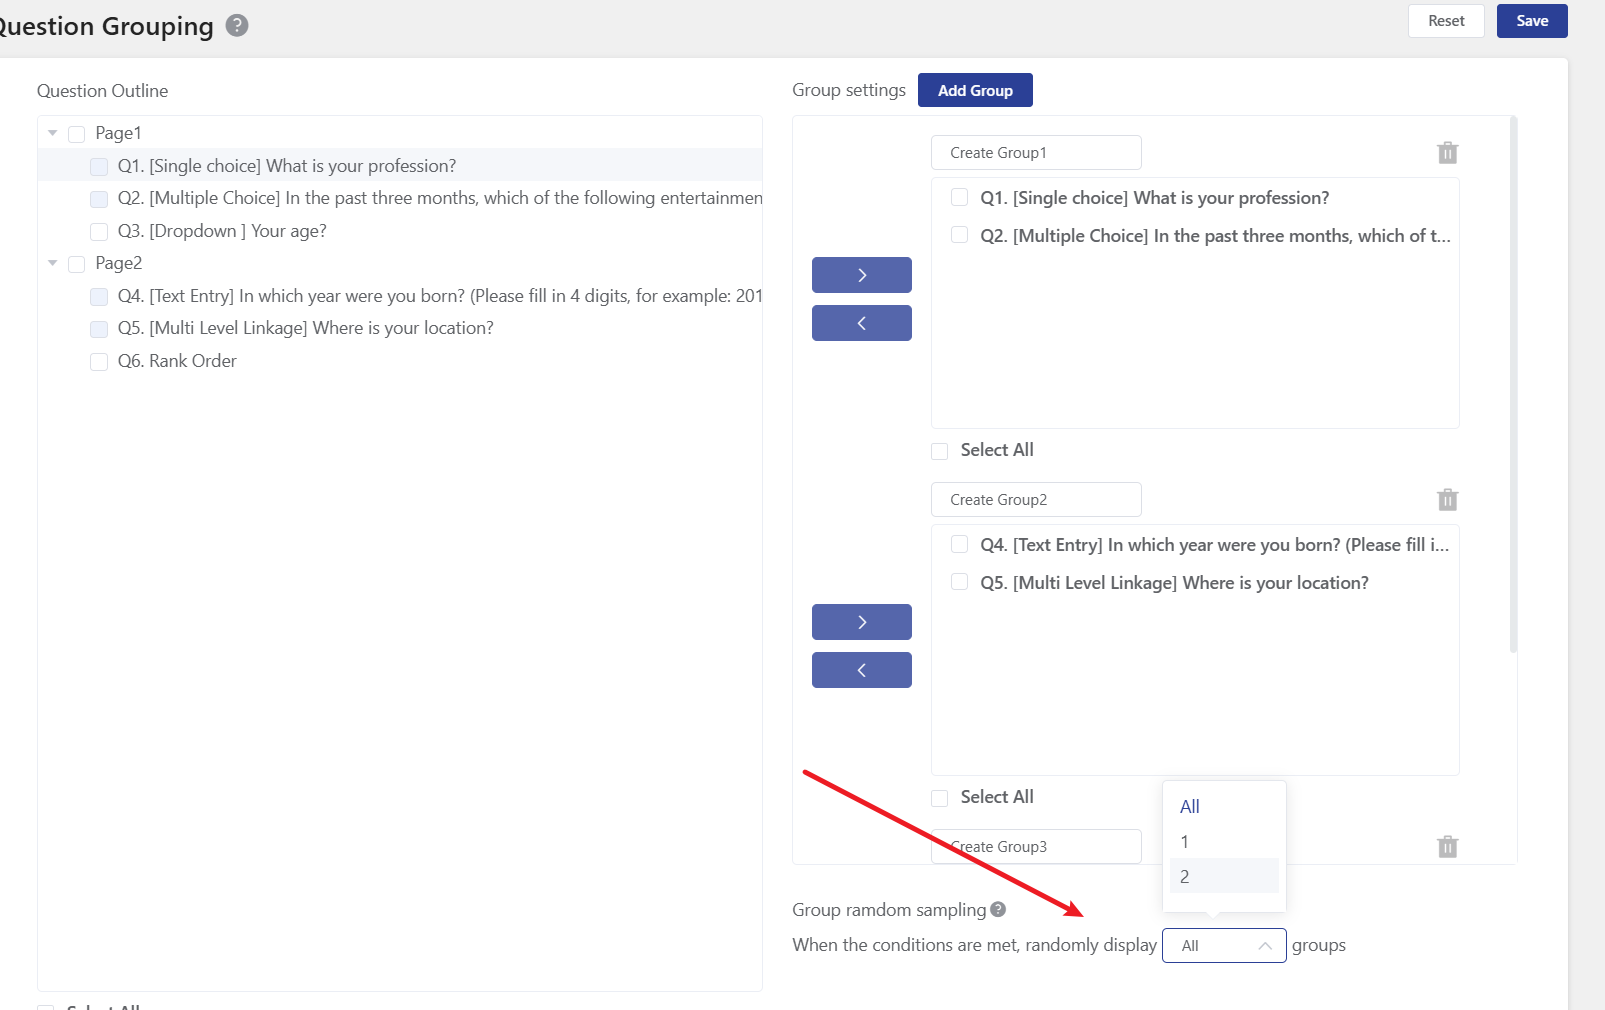 Question Grouping ?
Reset
Save
Question Outline
Page1
Q1. [Single choice] What is your profession?
Q2. [Multiple Choice] In the past three months, which of the following entertainmen
Q3. [Dropdown ] Your age?
Page2
Q4. [Text Entry] In which year were you born? (Please fill in 4 digits, for example: 201
Q5. [Multi Level Linkage] Where is your location?
Q6. Rank Order
Select All
Group settings
Add Group
Create Group1
Q1. [Single choice] What is your profession?
Q2. [Multiple Choice] In the past three months, which of t...
Select All
Create Group2
Q4. [Text Entry] In which year were you born? (Please fill i...
Q5. [Multi Level Linkage] Where is your location?
Select All
Create Group3
All
1
2
Group ramdom sampling ?
When the conditions are met, randomly display All groups